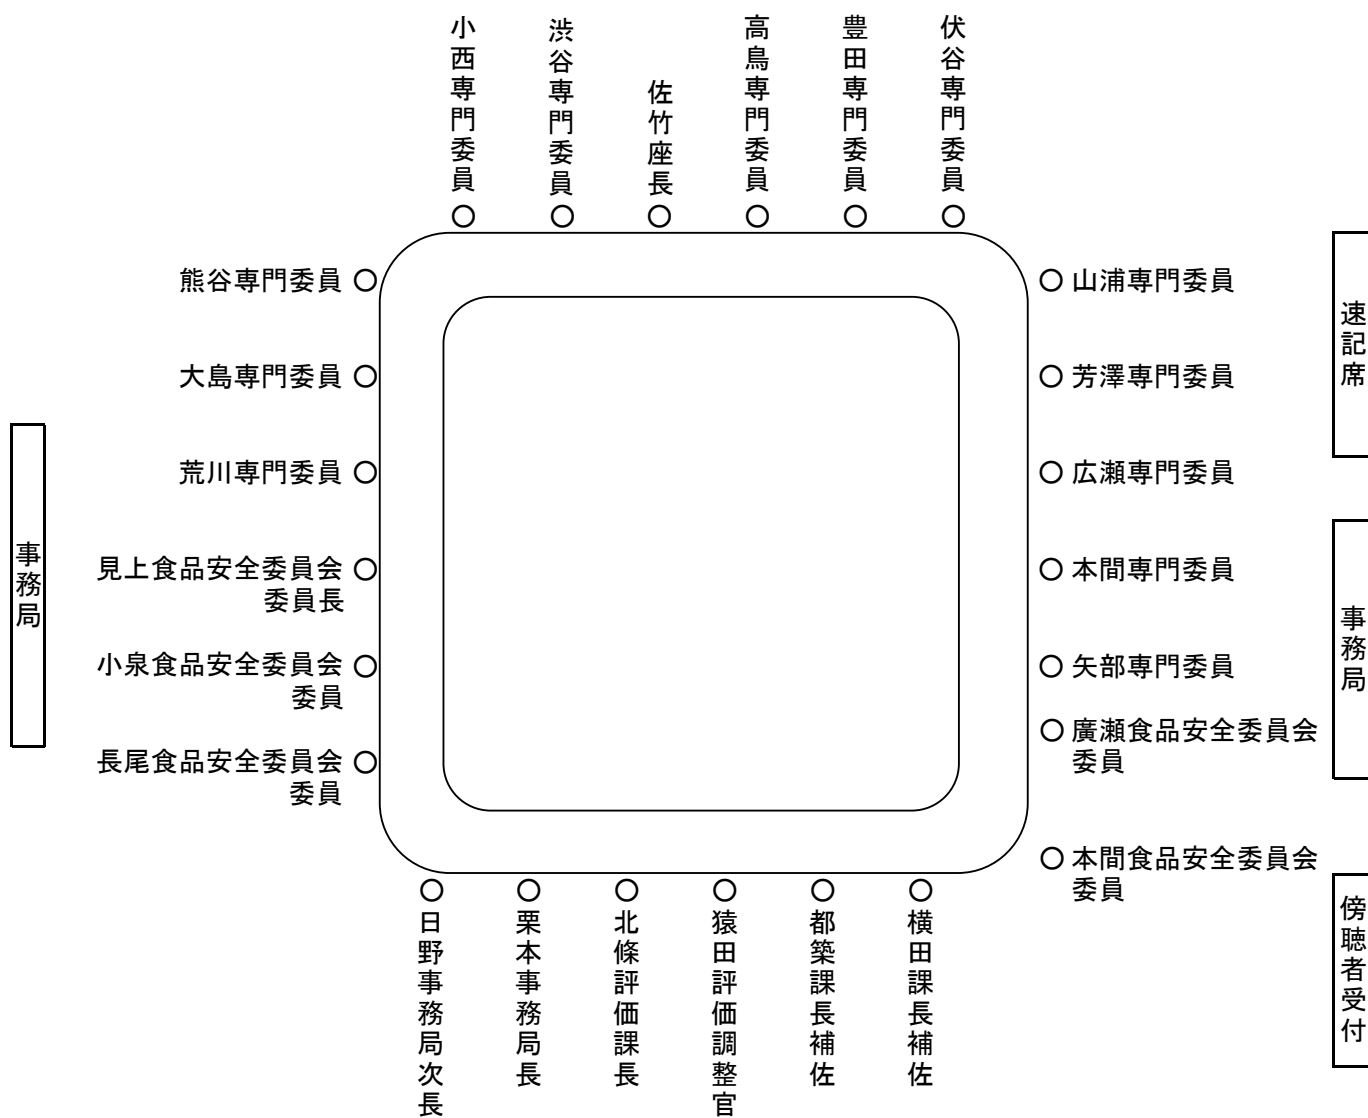 小西専門委員
渋谷専門委員
佐竹座長
高鳥専門委員
豊田専門委員
伏谷専門委員
熊谷専門委員
大島専門委員
荒川専門委員
見上食品安全委員会
委員長
小泉食品安全委員会
委員
長尾食品安全委員会
委員
事務局
山浦専門委員
芳澤専門委員
広瀬専門委員
本間専門委員
矢部専門委員
廣瀬食品安全委員会
委員
本間食品安全委員会
委員
速記席
事務局
傍聴者受付
日野事務局次長
栗本事務局長
北條評価課長
猿田評価調整官
都築課長補佐
横田課長補佐